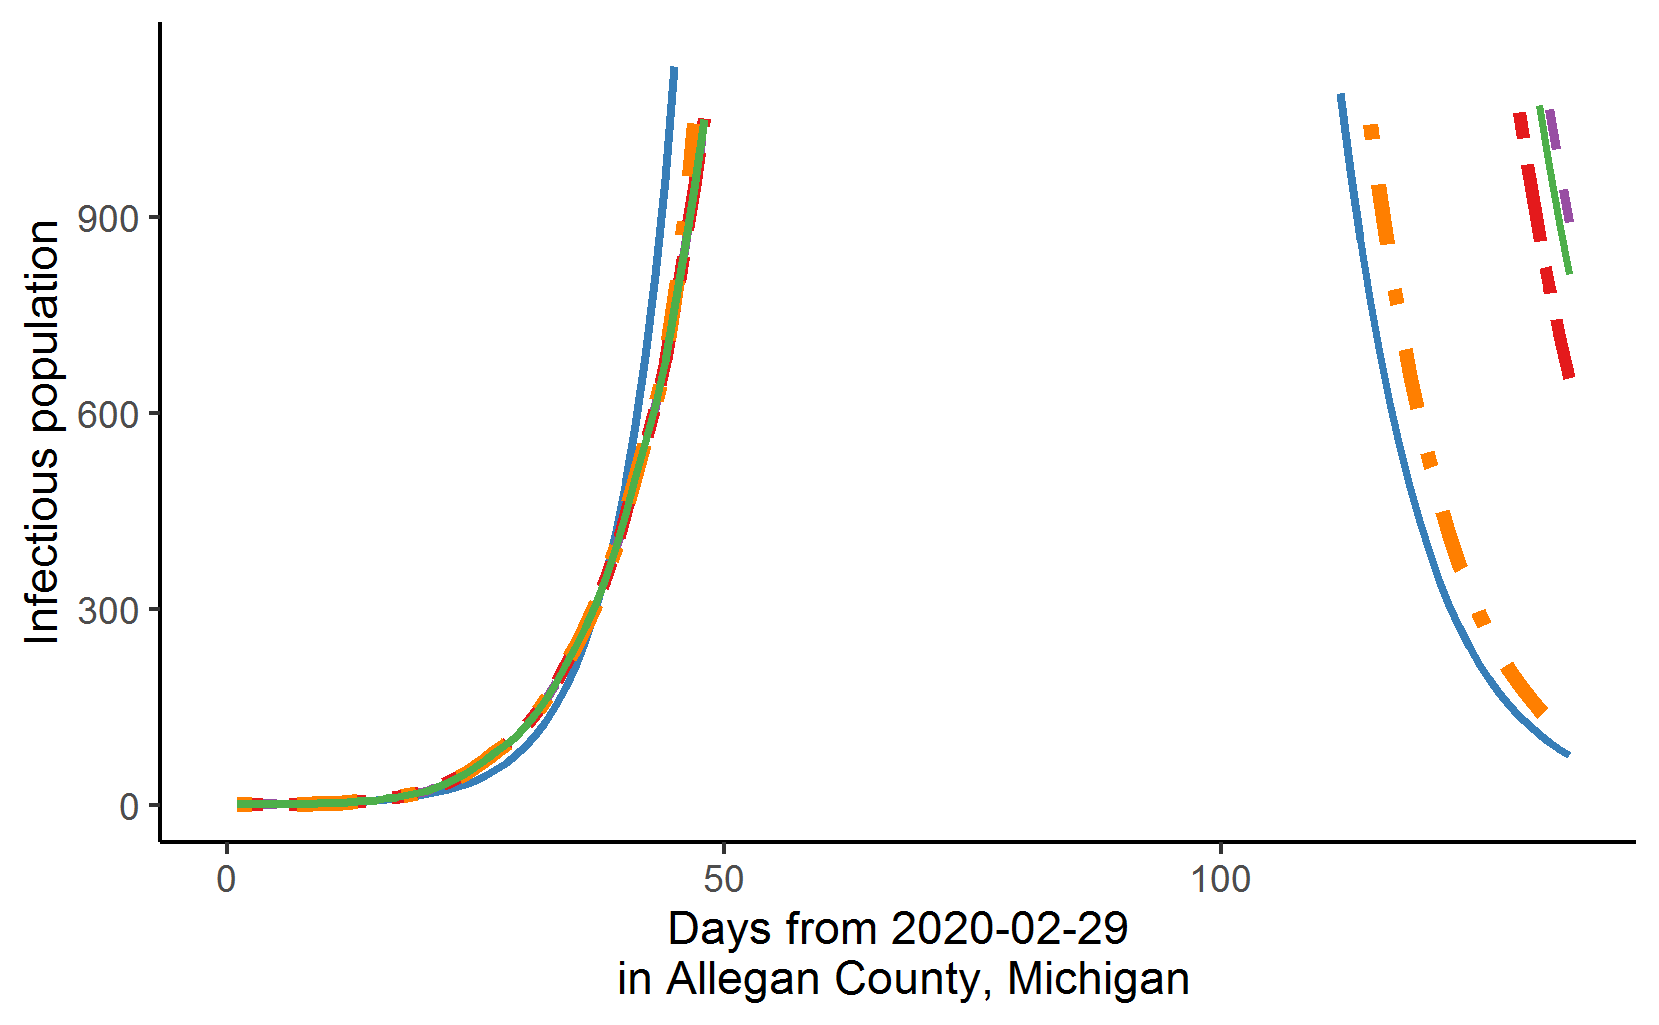 Infectious population
900
600
300
0
0 50 100
Days from 2020-02-29
in Allegan County, Michigan